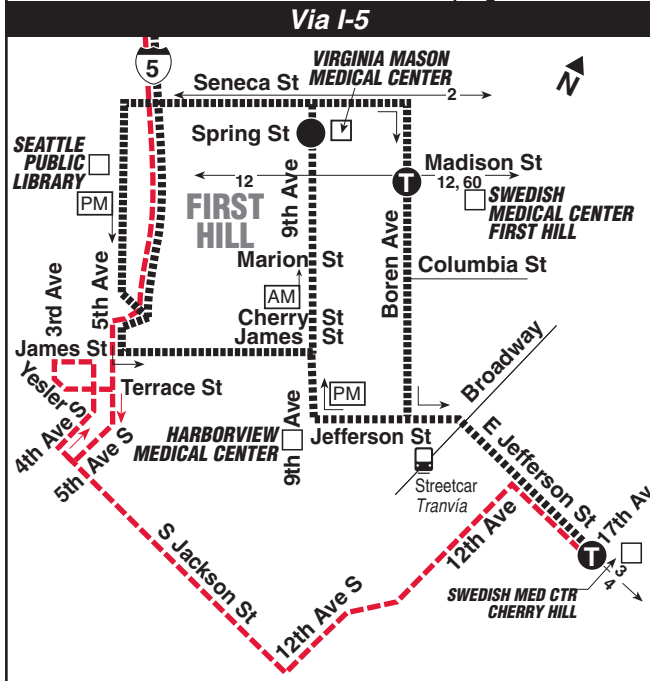 Via I-5
5
VIRGINIA MASON
MEDICAL CENTER
N
Seneca St
2
Spring St
SEATTLE
PUBLIC
LIBRARY
Madison St
12
12, 60
T
PM
FIRST
HILL
9th Ave
SWEDISH
MEDICAL CENTER
FIRST HILL
Boren Ave
Marion St
Columbia St
3rd Ave
5th Ave
AM
Cherry St
James St
James St
Broadway
Yesler
Terrace St
PM
4th Ave S
5th Ave S
HARBORVIEW
MEDICAL CENTER
9th Ave
Jefferson St
E Jefferson St
Streetcar
Tranvía
17th Av
12th Ave
S Jackson St
T
3
4
12th Ave S
SWEDISH MED CTR
CHERRY HILL